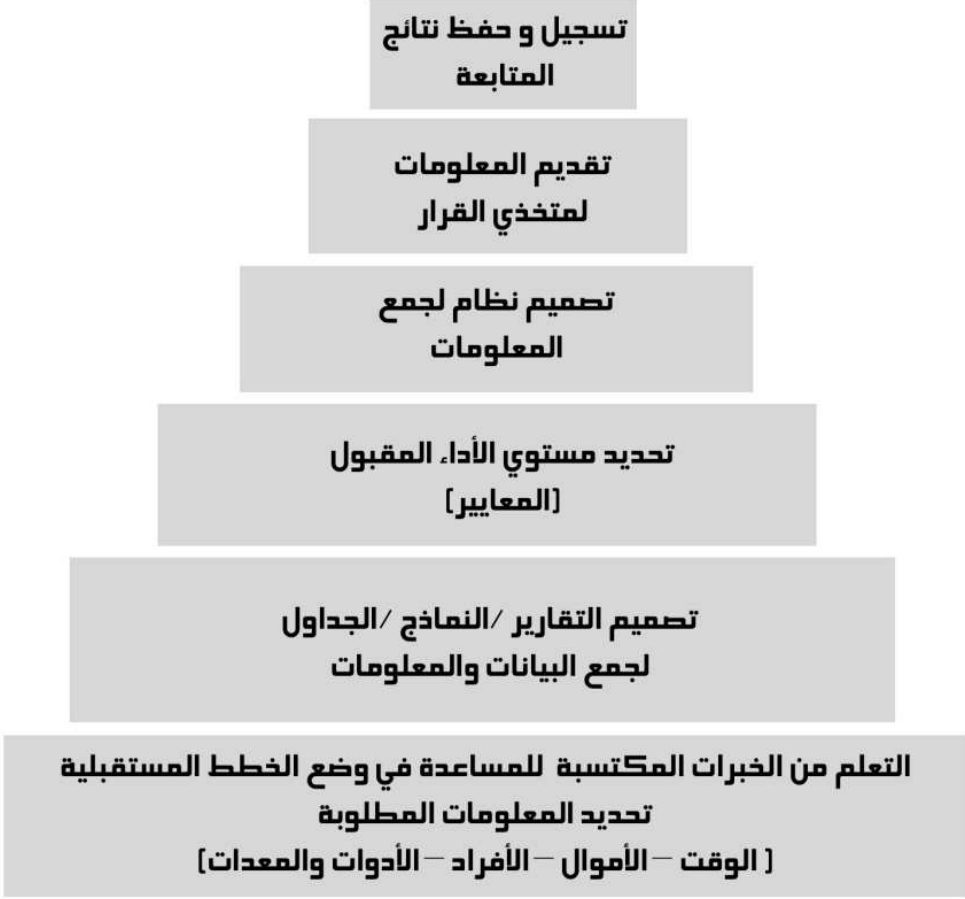 تسجيل و حفظ نتائج
المتابعة
تقديم المعلومات
لمتخذي القرار
تصميم نظام لجمع
المعلومات
تحديد مستوي الأداء المقبول
[المعايير]
تصميم التقارير /النماذج /الجداول
لجمع البيانات والمعلومات
التعلم من الخبرات المكتسبة للمساعدة في وضع الخطط المستقبلية
تحديد المعلومات المطلوبة
[ الوقت – الأموال – الأفراد – الأدوات والمعدات]